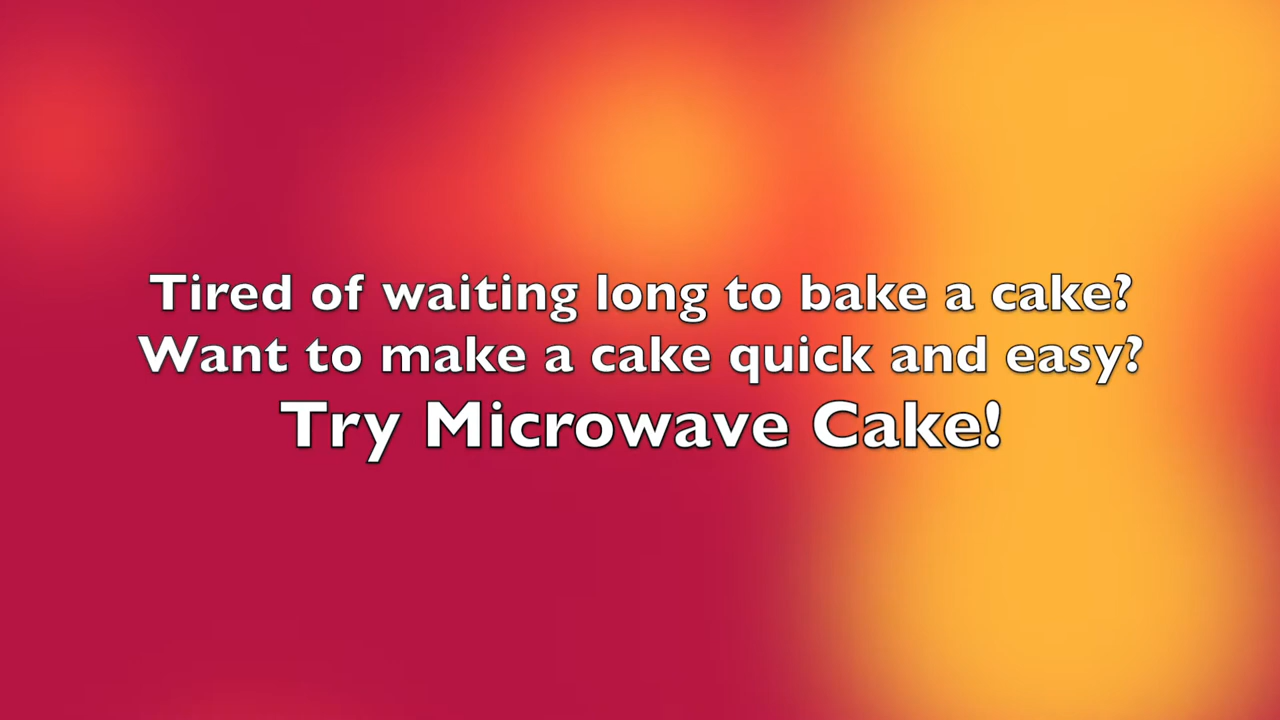 Tired of waiting long to bake a cake?
Want to make a cake quick and easy?
Try Microwave Cake!